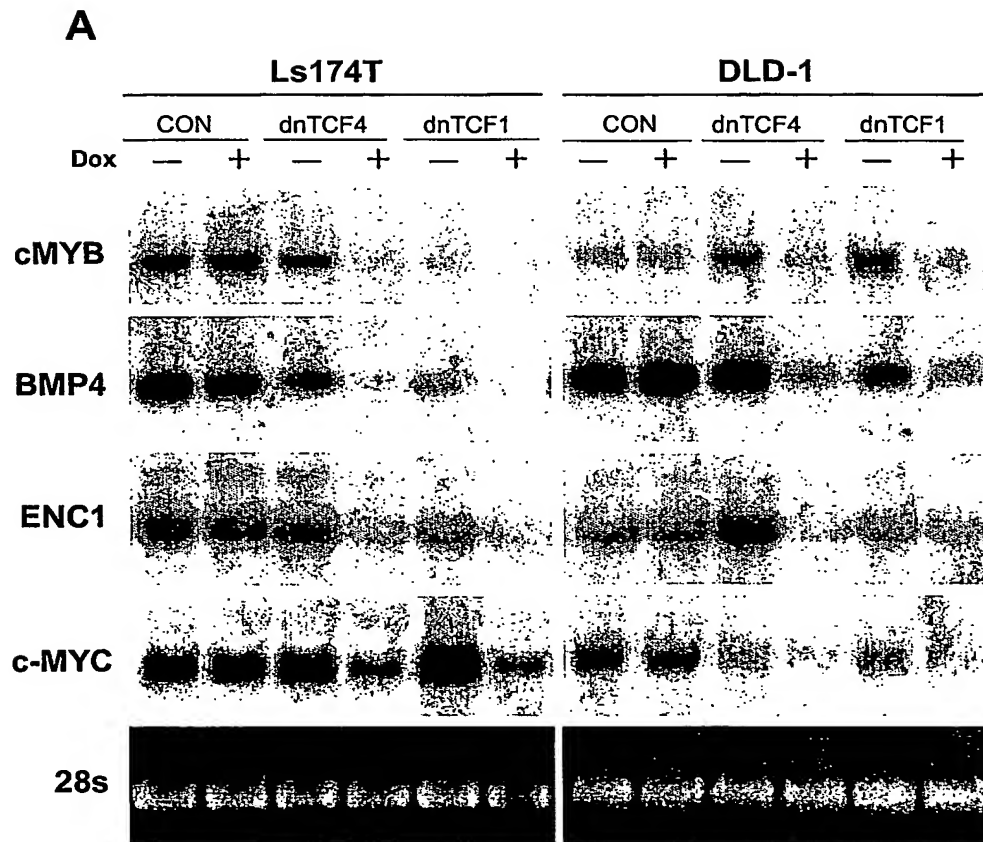 A
Ls174T DLD-1
CON dnTCF4 dnTCF1 CON dnTCF4 dnTCF1
Dox — + — + — + — + — + — +
cMYB
BMP4
ENC1
c-MYC
28s